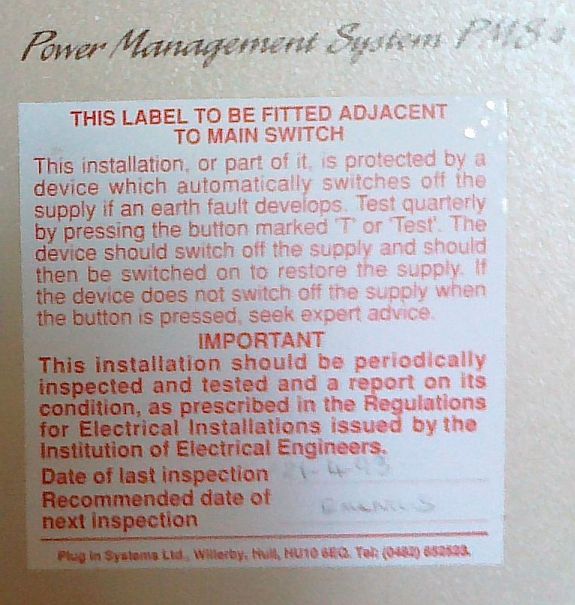 Power Management System PMS
THIS LABEL TO BE FITTED ADJACENT
TO MAIN SWITCH
This installation, or part of it, is protected by a
device which automatically switches off the
supply if an earth fault develops. Test quarterly
by pressing the button marked 'T' or 'Test'. The
device should switch off the supply and should
then be switched on to restore the supply. If
the device does not switch off the supply when
the button is pressed, seek expert advice.
IMPORTANT
This installation should be periodically
inspected and tested and a report on its
condition, as prescribed in the Regulations
for Electrical Installations issued by the
Institution of Electrical Engineers.
Date of last inspection
Recommended date of
next inspection
Plug in Systems Ltd., Willerby, Hull, HU10 6EQ. Tel: (0482)